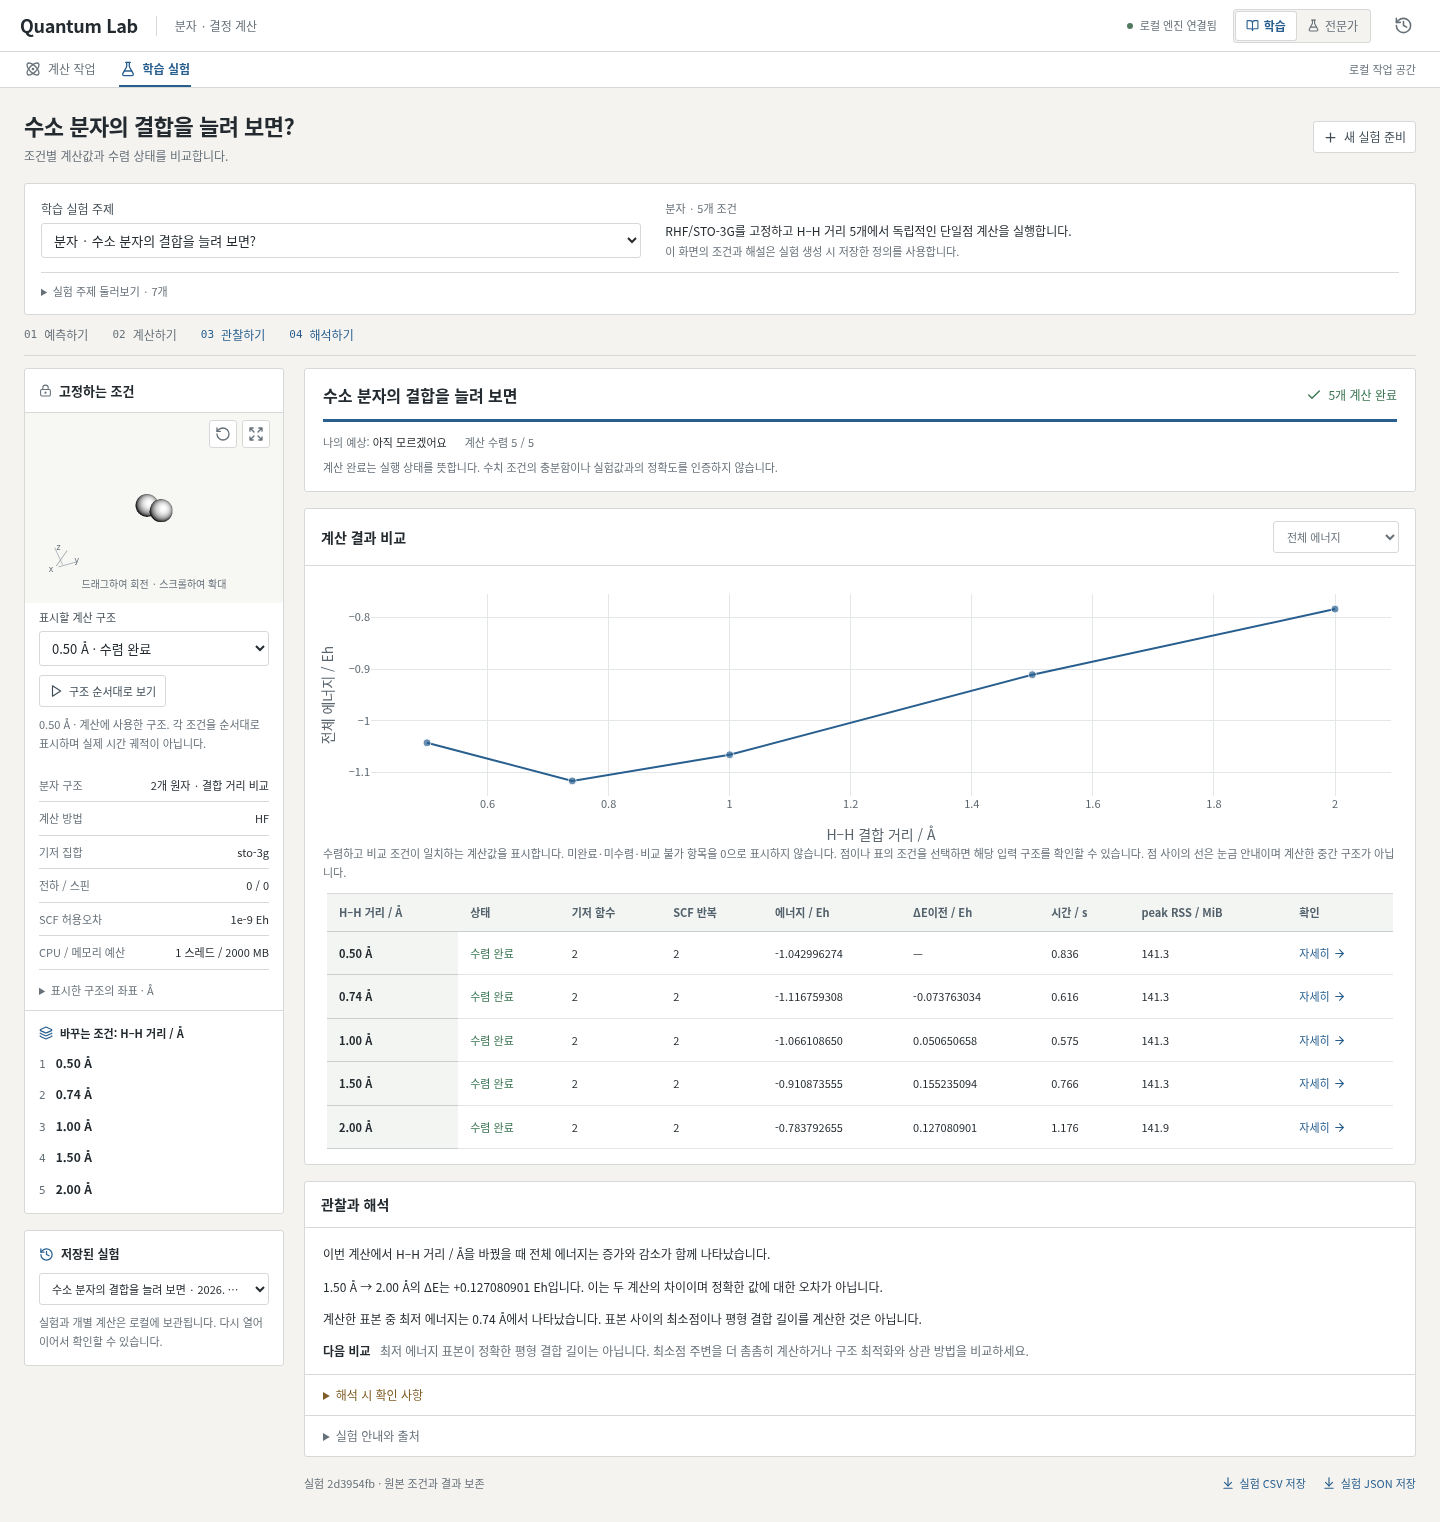 Quantum Lab
분자 · 결정 계산
로컬 엔진 연결됨
학습
전문가
계산 작업
학습 실험
로컬 작업 공간
수소 분자의 결합을 늘려 보면?
조건별 계산값과 수렴 상태를 비교합니다.
새 실험 준비
학습 실험 주제
분자 · 수소 분자의 결합을 늘려 보면?
분자 · 5개 조건
RHF/STO-3G를 고정하고 H–H 거리 5개에서 독립적인 단일점 계산을 실행합니다.
이 화면의 조건과 해설은 실험 생성 시 저장한 정의를 사용합니다.
▶ 실험 주제 둘러보기 · 7개
01 예측하기
02 계산하기
03 관찰하기
04 해석하기
고정하는 조건
z
y
x
드래그하여 회전 · 스크롤하여 확대
표시할 계산 구조
0.50 Å · 수렴 완료
구조 순서대로 보기
0.50 Å · 계산에 사용한 구조. 각 조건을 순서대로
표시하며 실제 시간 궤적이 아닙니다.
분자 구조 2개 원자 · 결합 거리 비교
계산 방법 HF
기저 집합 sto-3g
전하 / 스핀 0 / 0
SCF 허용오차 1e-9 Eh
CPU / 메모리 예산 1 스레드 / 2000 MB
▶ 표시한 구조의 좌표 · Å
바꾸는 조건: H–H 거리 / Å
1 0.50 Å
2 0.74 Å
3 1.00 Å
4 1.50 Å
5 2.00 Å
저장된 실험
수소 분자의 결합을 늘려 보면 · 2026. ···
실험과 개별 계산은 로컬에 보관됩니다. 다시 열어
이어서 확인할 수 있습니다.
수소 분자의 결합을 늘려 보면
5개 계산 완료
나의 예상: 아직 모르겠어요 계산 수렴 5 / 5
계산 완료는 실행 상태를 뜻합니다. 수치 조건의 충분함이나 실험값과의 정확도를 인증하지 않습니다.
계산 결과 비교
전체 에너지
전체 에너지 / Eh
−0.8
−0.9
−1
−1.1
0.6 0.8 1 1.2 1.4 1.6 1.8 2
H–H 결합 거리 / Å
수렴하고 비교 조건이 일치하는 계산값을 표시합니다. 미완료·미수렴·비교 불가 항목을 0으로 표시하지 않습니다. 점이나 표의 조건을 선택하면 해당 입력 구조를 확인할 수 있습니다. 점 사이의 선은 눈금 안내이며 계산한 중간 구조가 아닙
니다.
H–H 거리 / Å 상태 기저 함수 SCF 반복 에너지 / Eh ΔE이전 / Eh 시간 / s peak RSS / MiB 확인
0.50 Å 수렴 완료 2 2 -1.042996274 — 0.836 141.3 자세히 →
0.74 Å 수렴 완료 2 2 -1.116759308 -0.073763034 0.616 141.3 자세히 →
1.00 Å 수렴 완료 2 2 -1.066108650 0.050650658 0.575 141.3 자세히 →
1.50 Å 수렴 완료 2 2 -0.910873555 0.155235094 0.766 141.3 자세히 →
2.00 Å 수렴 완료 2 2 -0.783792655 0.127080901 1.176 141.9 자세히 →
관찰과 해석
이번 계산에서 H–H 거리 / Å을 바꿨을 때 전체 에너지는 증가와 감소가 함께 나타났습니다.
1.50 Å → 2.00 Å의 ΔE는 +0.127080901 Eh입니다. 이는 두 계산의 차이이며 정확한 값에 대한 오차가 아닙니다.
계산한 표본 중 최저 에너지는 0.74 Å에서 나타났습니다. 표본 사이의 최소점이나 평형 결합 길이를 계산한 것은 아닙니다.
다음 비교 최저 에너지 표본이 정확한 평형 결합 길이는 아닙니다. 최소점 주변을 더 촘촘히 계산하거나 구조 최적화와 상관 방법을 비교하세요.
▶ 해석 시 확인 사항
▶ 실험 안내와 출처
실험 2d3954fb · 원본 조건과 결과 보존
실험 CSV 저장
실험 JSON 저장